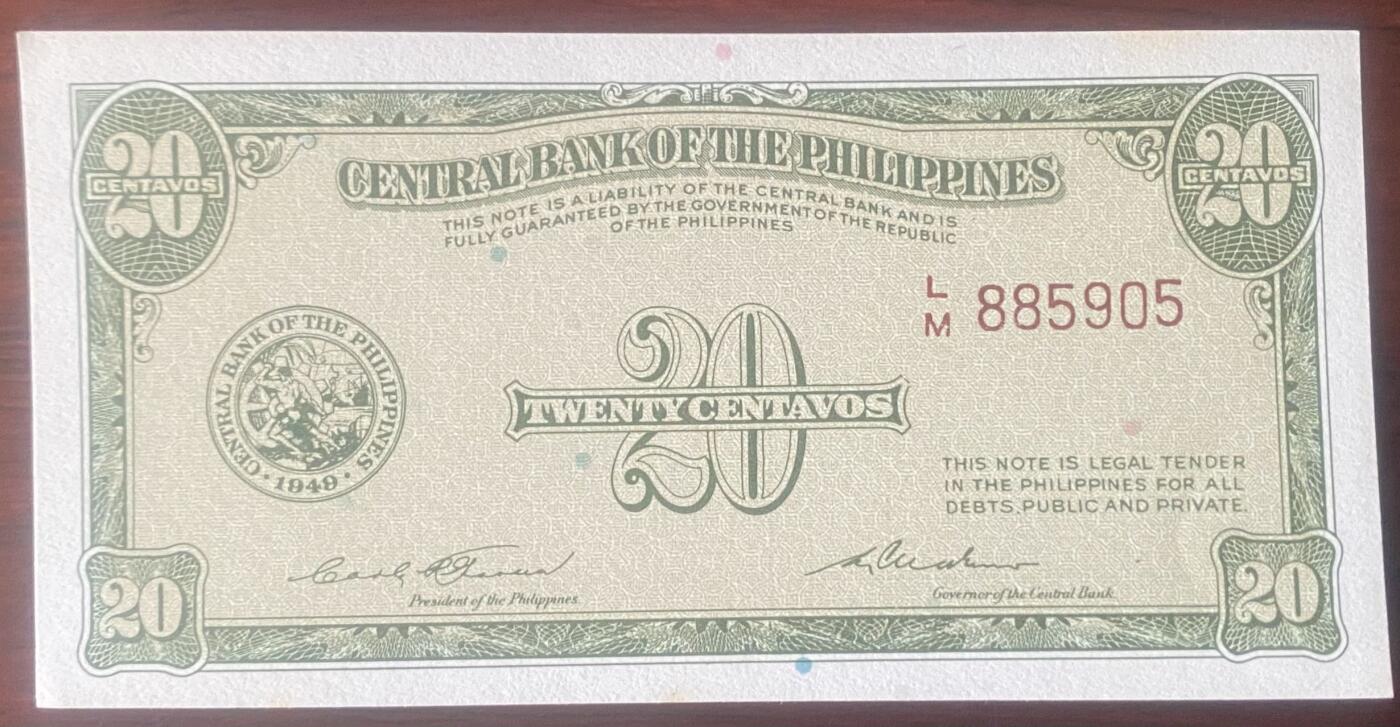 20
CENTAVOS
20
CENTAVOS
CENTRAL BANK OF THE PHILIPPINES
THIS NOTE IS A LIABILITY OF THE CENTRAL BANK AND IS
FULLY GUARANTEED BY THE GOVERNMENT OF THE REPUBLIC
OF THE PHILIPPINES
L
M 885905
CENTRAL BANK OF THE PHILIPPINES
· 1949 ·
20
TWENTY CENTAVOS
THIS NOTE IS LEGAL TENDER
IN THE PHILIPPINES FOR ALL
DEBTS, PUBLIC AND PRIVATE.
President of the Philippines
Governor of the Central Bank
20
20